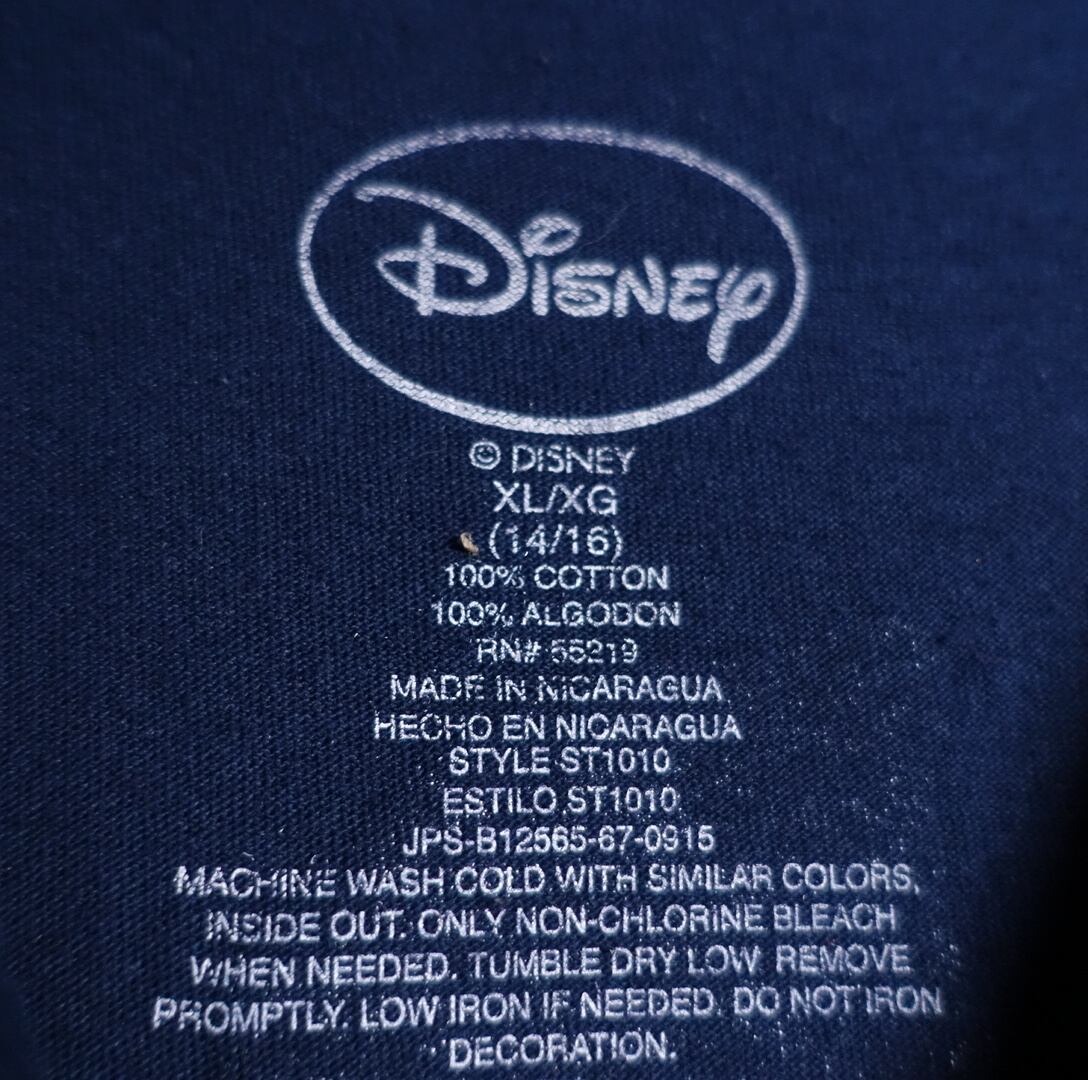 Disney
© DISNEY
XL/XG
(14/16)
100% COTTON
100% ALGODON
RN# 55219
MADE IN NICARAGUA
HECHO EN NICARAGUA
STYLE ST1010
ESTILO ST1010
JPS-B12565-67-0915
MACHINE WASH COLD WITH SIMILAR COLORS,
INSIDE OUT. ONLY NON-CHLORINE BLEACH
WHEN NEEDED. TUMBLE DRY LOW. REMOVE
PROMPTLY. LOW IRON IF NEEDED. DO NOT IRON
DECORATION.